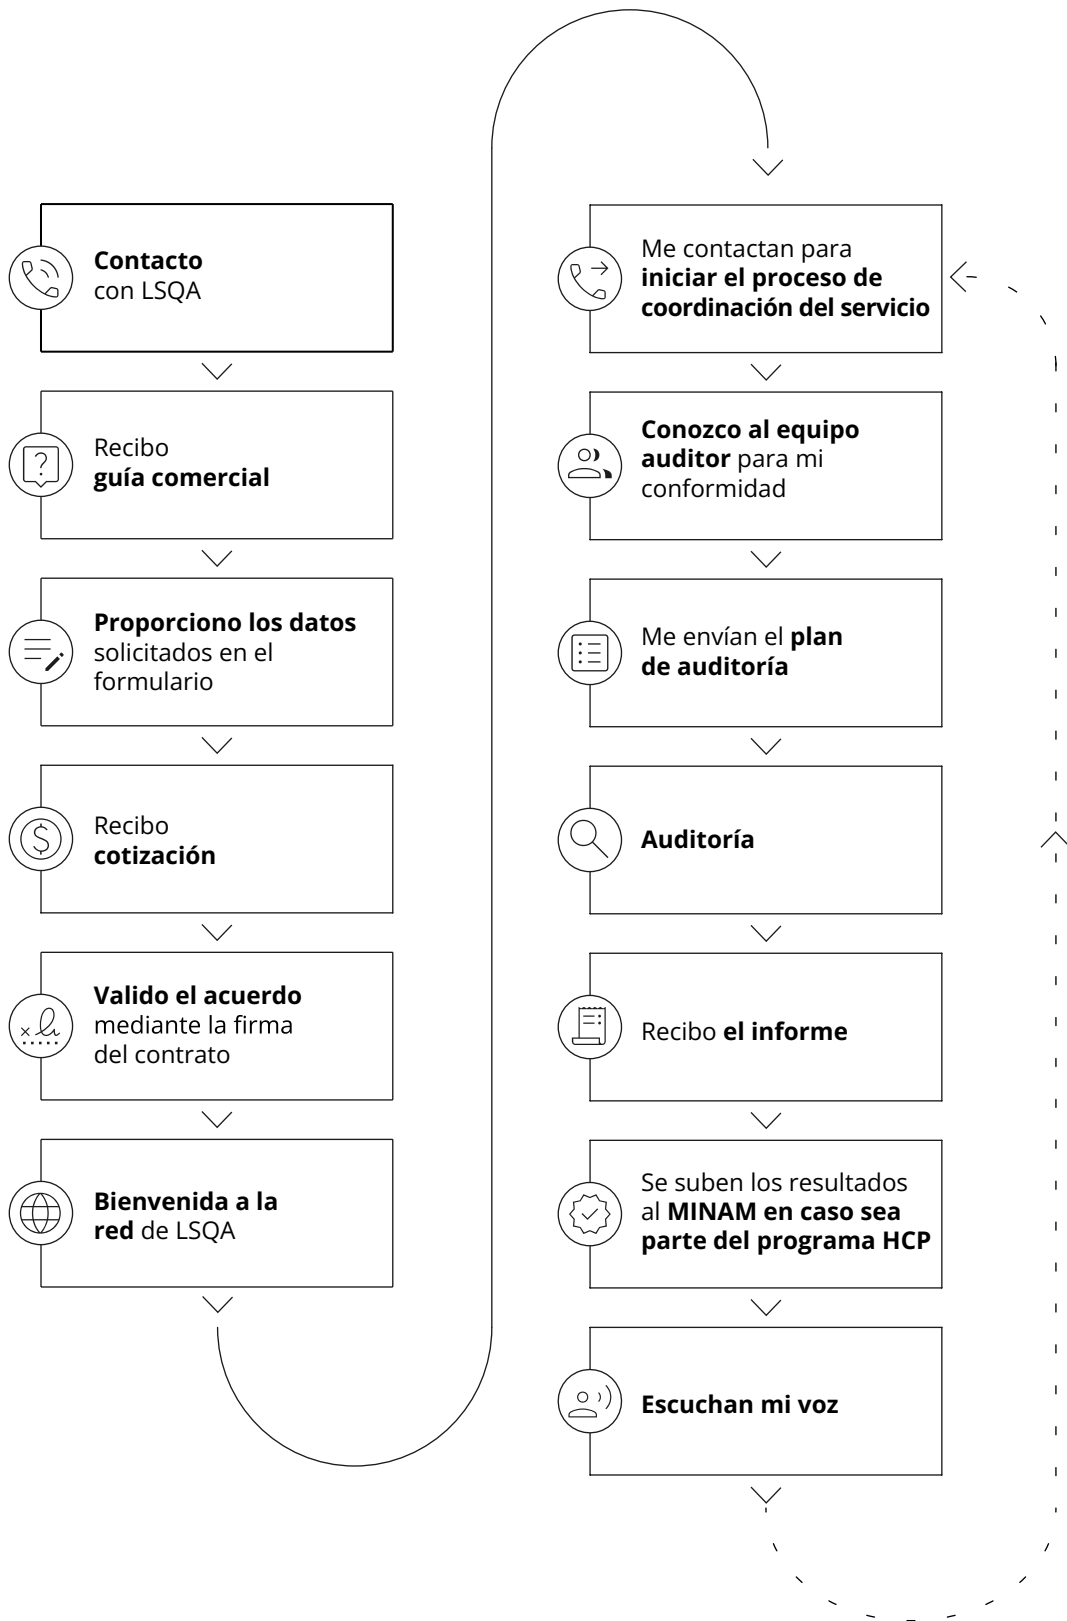 Contacto
con LSQA
Recibo
guía comercial
Proporciono los datos
solicitados en el
formulario
Recibo
cotización
Valido el acuerdo
mediante la firma
del contrato
Bienvenida a la
red de LSQA
Me contactan para
iniciar el proceso de
coordinación del servicio
Conozco al equipo
auditor para mi
conformidad
Me envían el plan
de auditoría
Auditoría
Recibo el informe
Se suben los resultados
al MINAM en caso sea
parte del programa HCP
Escuchan mi voz